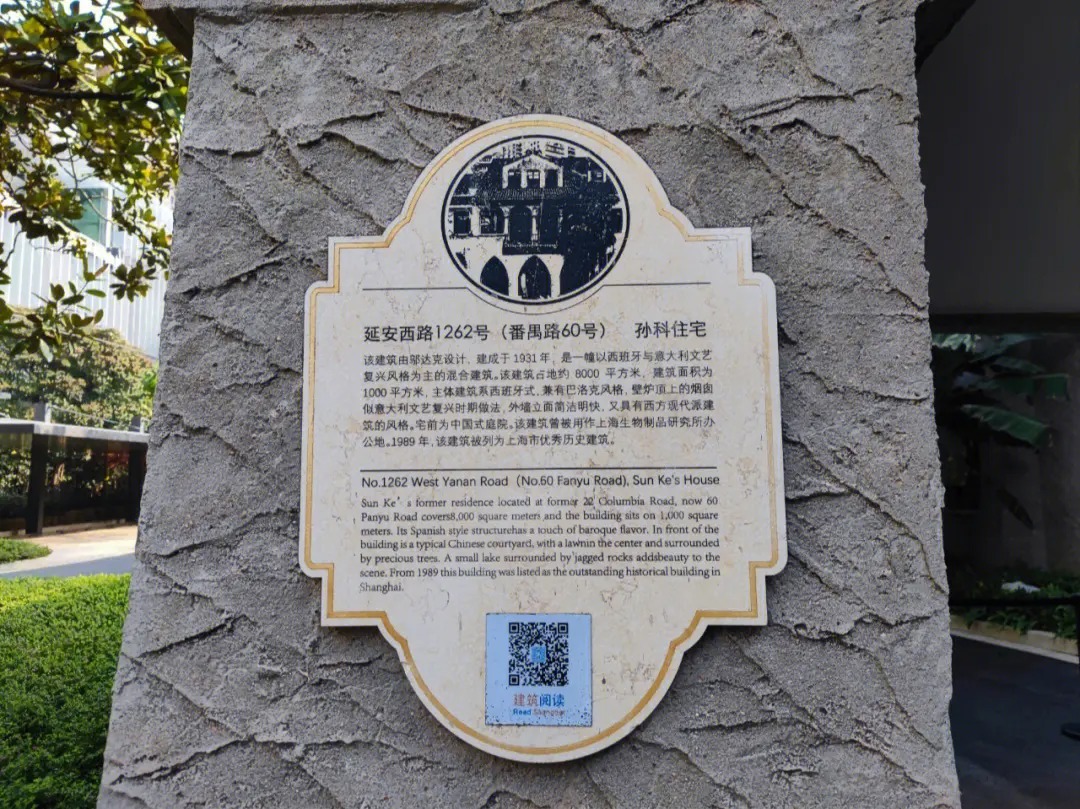 延安西路1262号（番禺路60号） 孙科住宅
该建筑由邬达克设计、建成于1931年，是一幢以西班牙与意大利文艺
复兴风格为主的混合建筑。该建筑占地约 8000 平方米，建筑面积为
1000 平方米，主体建筑系西班牙式，兼有巴洛克风格，壁炉顶上的烟囱
似意大利文艺复兴时期做法，外墙立面简洁明快，又具有西方现代派建
筑的风格。宅前为中国式庭院。该建筑曾被用作上海生物制品研究所办
公地。1989 年，该建筑被列为上海市优秀历史建筑。
No.1262 West Yanan Road (No.60 Fanyu Road), Sun Ke's House
Sun Ke' s former residence located at former 22 Columbia Road, now 60
Panyu Road covers8,000 square meters and the building sits on 1,000 square
meters. Its Spanish style structurehas a touch of baroque flavor. In front of the
building is a typical Chinese courtyard, with a lawnin the center and surrounded
by precious trees. A small lake surrounded by jagged rocks addsbeauty to the
scene. From 1989 this building was listed as the outstanding historical building in
Shanghai.
建筑阅读
Read Shanghai